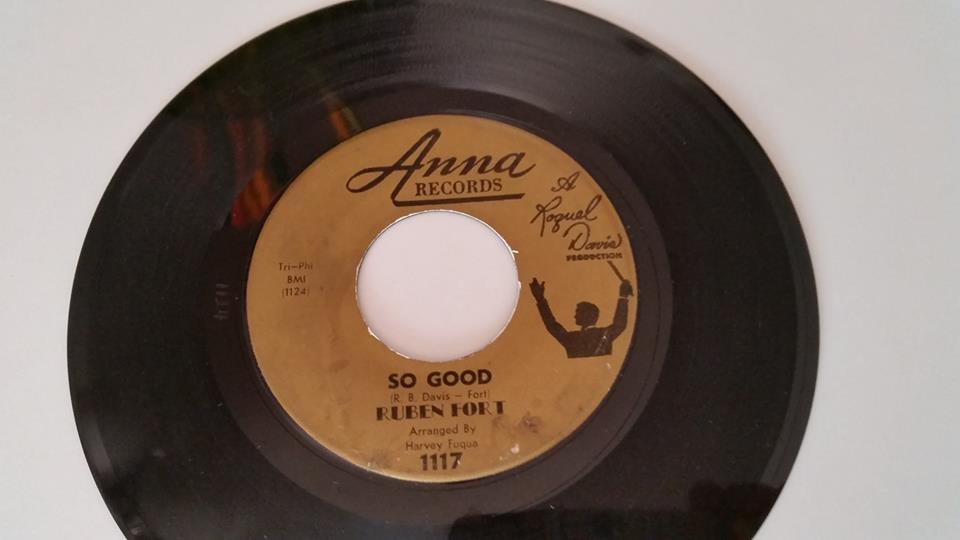 Anna
RECORDS
A
Roquel
Davis
PRODUCTION
Tri-Phi
BMI
(1124)
SO GOOD
(R. B. Davis - Fort)
RUBEN FORT
Arranged By
Harvey Fuqua
1117